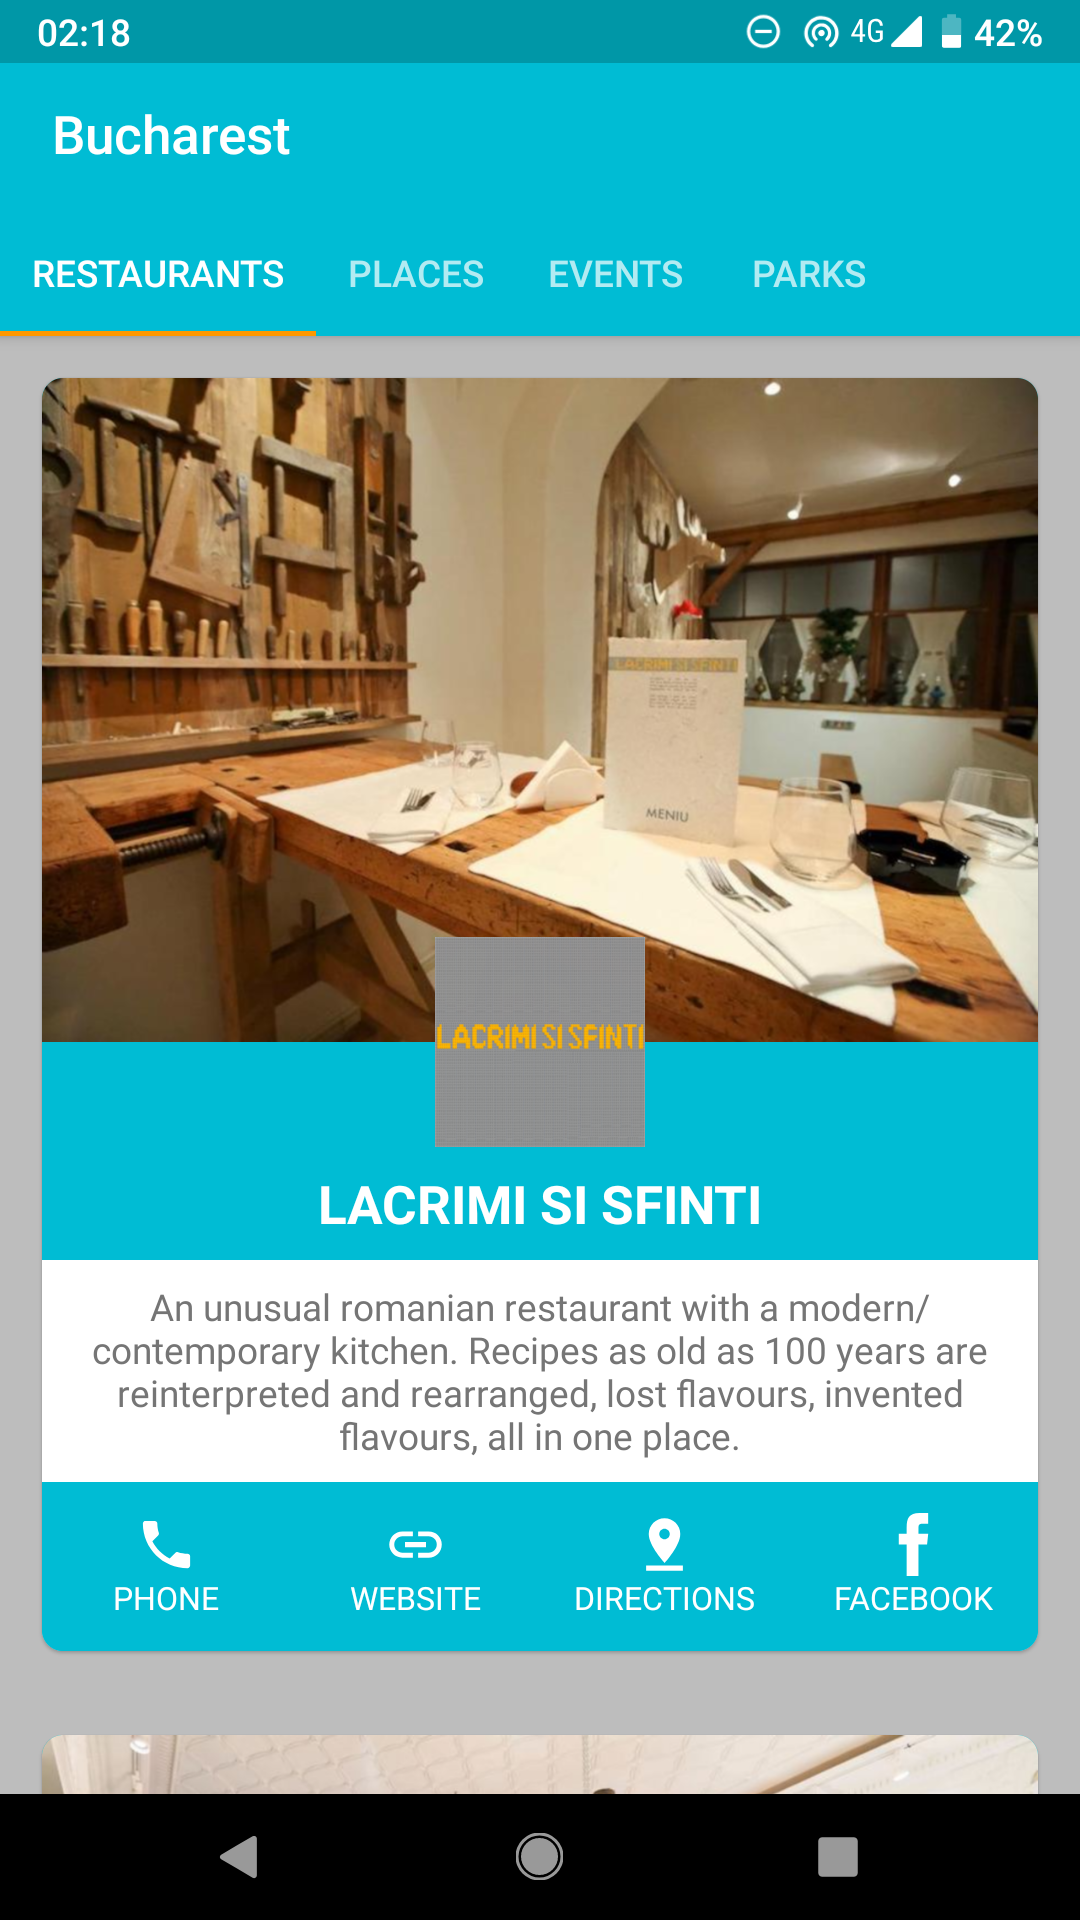 02:18
4G
42%
Bucharest
RESTAURANTS PLACES EVENTS PARKS
LACRIMI SI SFINTI
MENIU
LACRIMI SI SFINTI
LACRIMI SI SFINTI
An unusual romanian restaurant with a modern/
contemporary kitchen. Recipes as old as 100 years are
reinterpreted and rearranged, lost flavours, invented
flavours, all in one place.
PHONE WEBSITE DIRECTIONS FACEBOOK